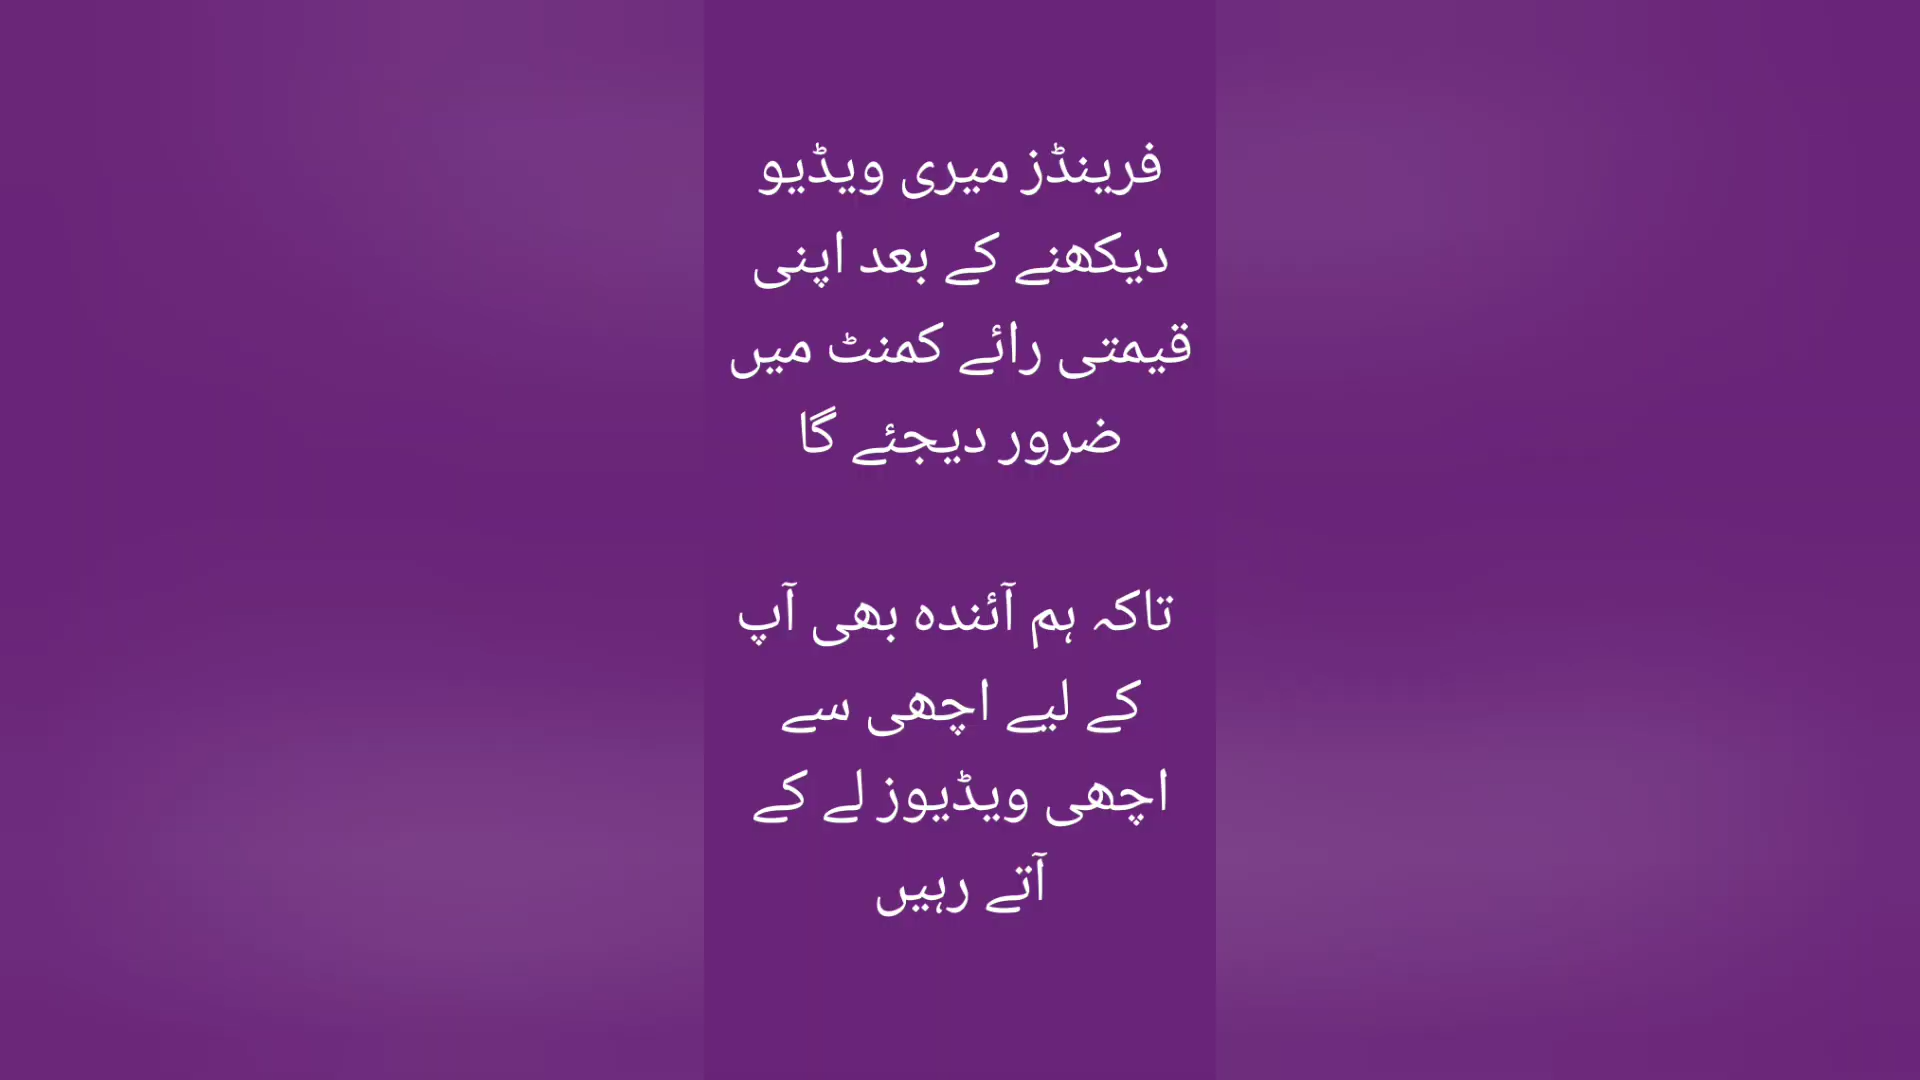 فرینڈز میری ویڈیو
دیکھنے کے بعد اپنی
قیمتی رائے کمنٹ میں
ضرور دیجئے گا
تاکہ ہم آئندہ بھی آپ
کے لیے اچھی سے
اچھی ویڈیوز لے کے
آتے رہیں